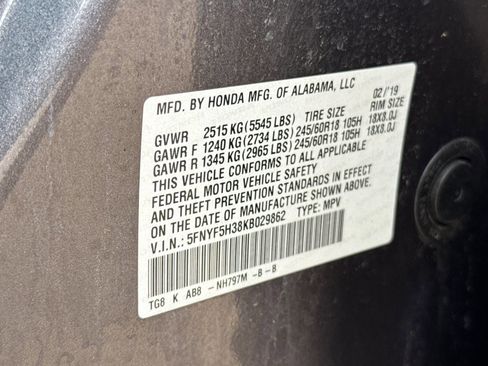 MFD. BY HONDA MFG. OF ALABAMA, LLC 02/'19
GVWR 2515 KG (5545 LBS) TIRE SIZE RIM SIZE
GAWR F 1240 KG (2734 LBS) 245/60R18 105H 18X8.0J
GAWR R 1345 KG (2965 LBS) 245/60R18 105H 18X8.0J
THIS VEHICLE CONFORMS TO ALL APPLICABLE
FEDERAL MOTOR VEHICLE SAFETY
AND THEFT PREVENTION STANDARDS IN EFFECT
ON THE DATE OF MANUFACTURE SHOWN ABOVE.
V.I.N.: 5FNYF5H38KB029862 TYPE: MPV
TG8 K AB8 -NH797M -B-B